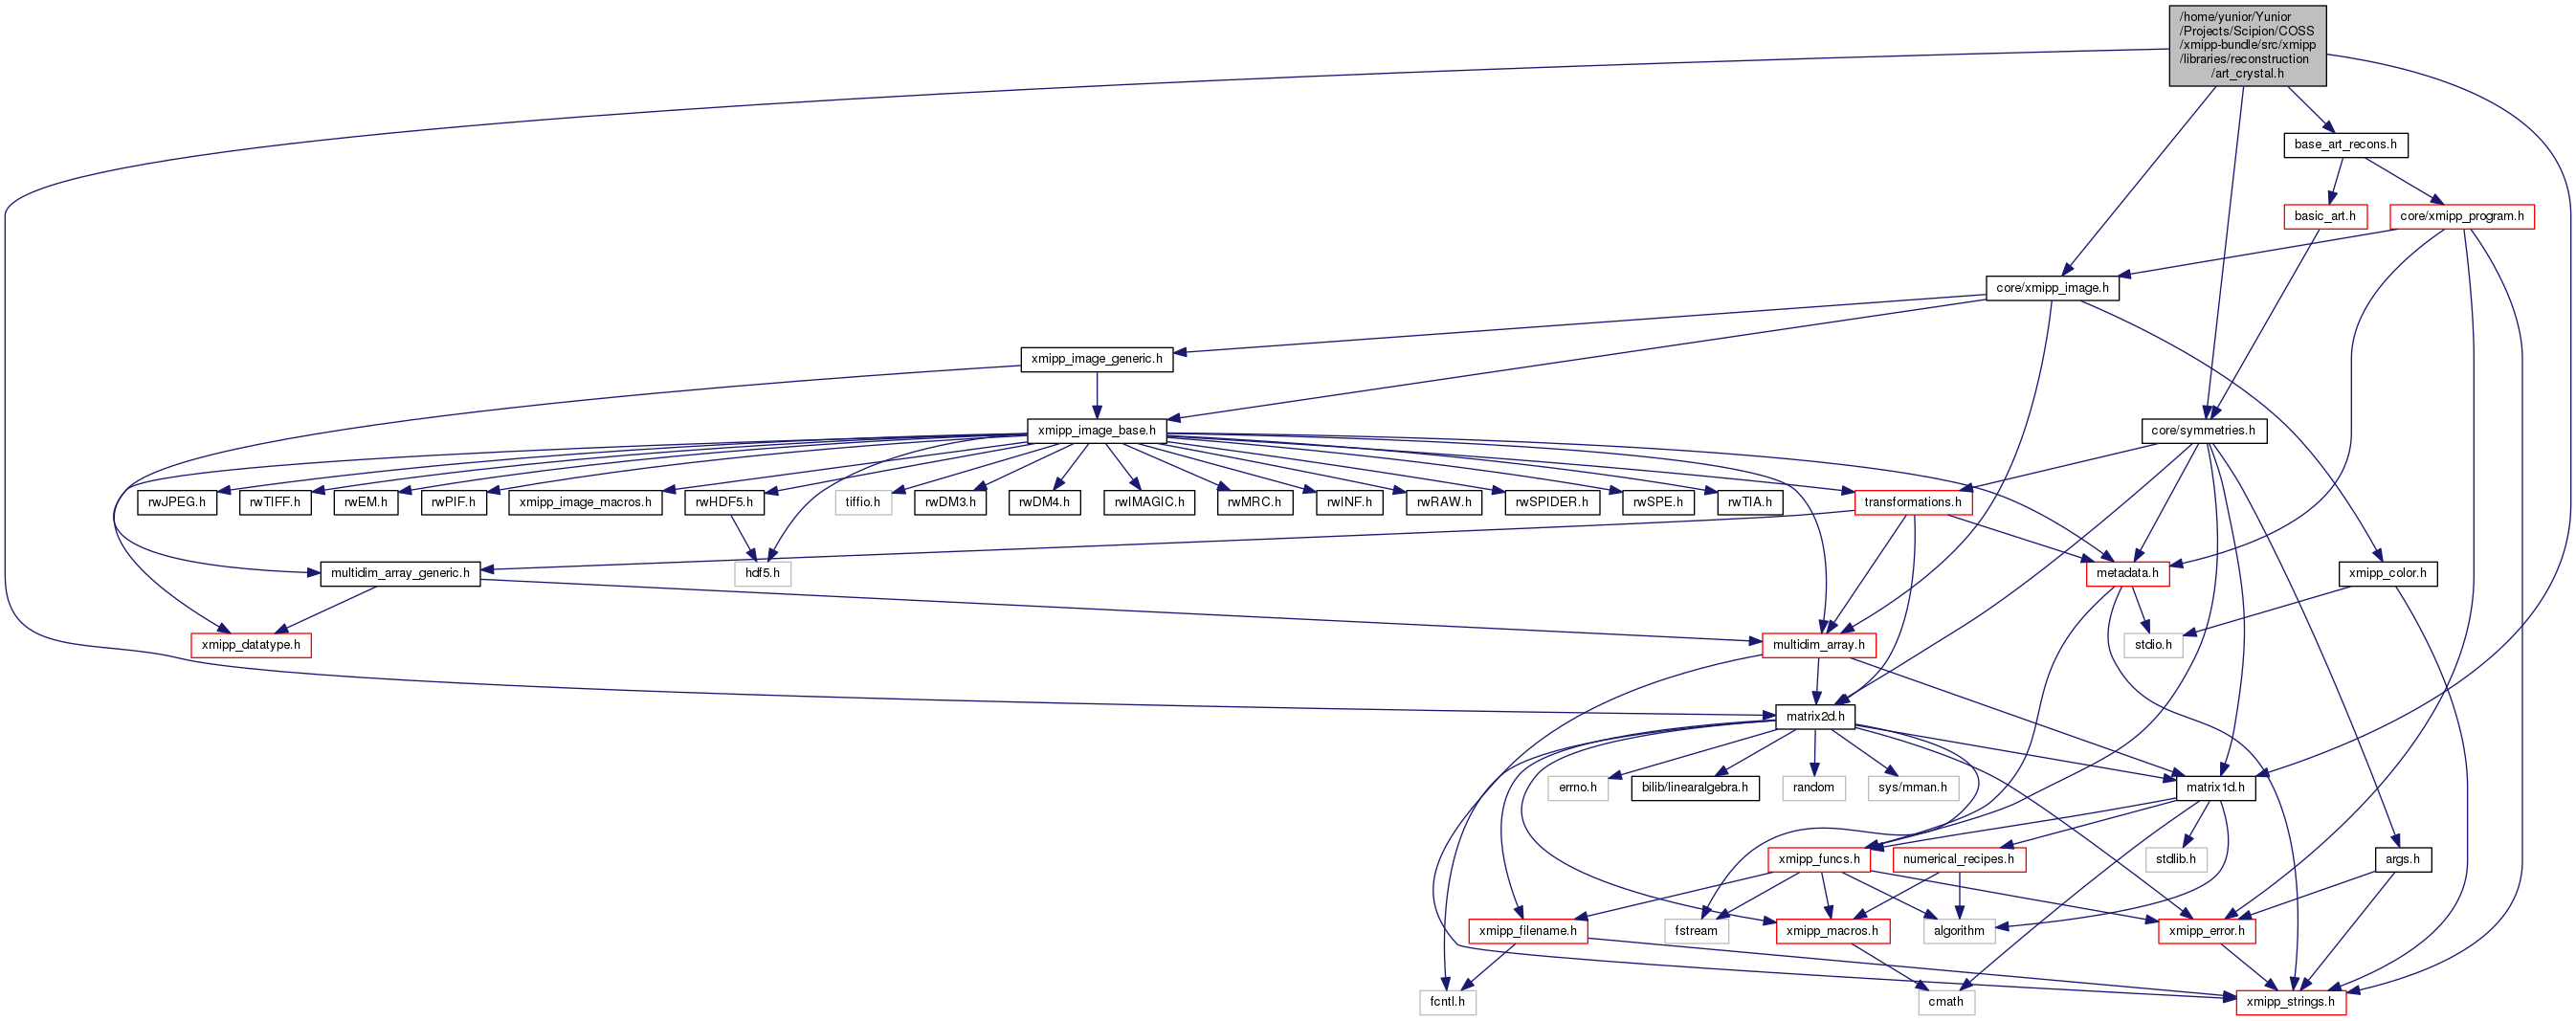 /home/yunior/Yunior
/Projects/Scipion/COSS
/xmipp-bundle/src/xmipp
/libraries/reconstruction
/art_crystal.h
base_art_recons.h
basic_art.h
core/xmipp_program.h
core/xmipp_image.h
xmipp_image_generic.h
xmipp_image_base.h
core/symmetries.h
rwJPEG.h
rwTIFF.h
rwEM.h
rwPIF.h
xmipp_image_macros.h
rwHDF5.h
tiffio.h
rwDM3.h
rwDM4.h
rwIMAGIC.h
rwMRC.h
rwINF.h
rwRAW.h
rwSPIDER.h
rwSPE.h
rwTIA.h
transformations.h
multidim_array_generic.h
hdf5.h
metadata.h
xmipp_color.h
xmipp_datatype.h
multidim_array.h
stdio.h
matrix2d.h
errno.h
bilib/linearalgebra.h
random
sys/mman.h
matrix1d.h
xmipp_funcs.h
numerical_recipes.h
stdlib.h
args.h
xmipp_filename.h
fstream
xmipp_macros.h
algorithm
xmipp_error.h
fcntl.h
cmath
xmipp_strings.h